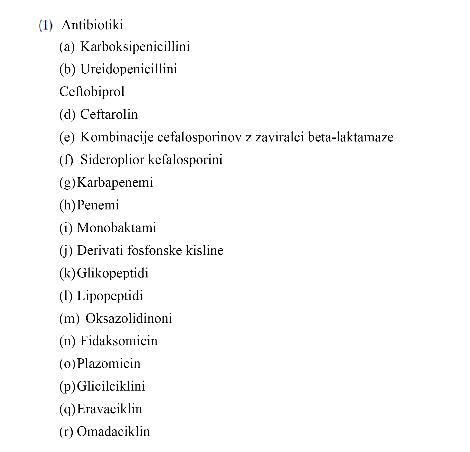 (1) Antibiotiki
(a) Karboksipenicillini
(b) Ureidopenicillini
Ceftobiprol
(d) Ceftarolin
(e) Kombinacije cefalosporinov z zaviralci beta-laktamaze
(f) Sideroplior kefalosporini
(g)Karbapenemi
(h)Penemi
(i) Monobaktami
(j) Derivati fosfonske kisline
(k)Glikopeptidi
(l) Lipopeptidi
(m) Oksazolidinoni
(n) Fidaksomicin
(o)Plazomicin
(p)Glicilciklini
(q)Eravaciklin
(r) Omadaciklin